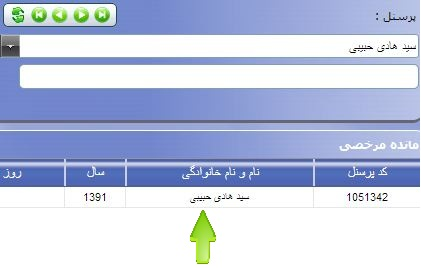 پرسنل :
سید هادی حبیبی
مانده مرخصی
کد پرسنل نام و نام خانوادگی سال روز
1051342 سید هادی حبیبی 1391